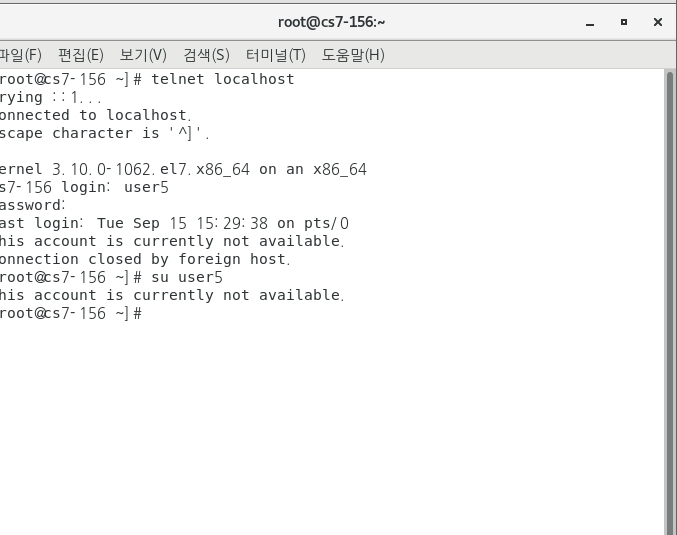 root@cs7-156:~
파일(F) 편집(E) 보기(V) 검색(S) 터미널(T) 도움말(H)
root@cs7-156 ~]# telnet localhost
rying ::1...
onnected to localhost.
scape character is '^]'.
ernel 3.10.0-1062.el7.x86_64 on an x86_64
s7-156 login: user5
assword:
ast login: Tue Sep 15 15:29:38 on pts/0
his account is currently not available.
onnection closed by foreign host.
root@cs7-156 ~]# su user5
his account is currently not available.
root@cs7-156 ~]#